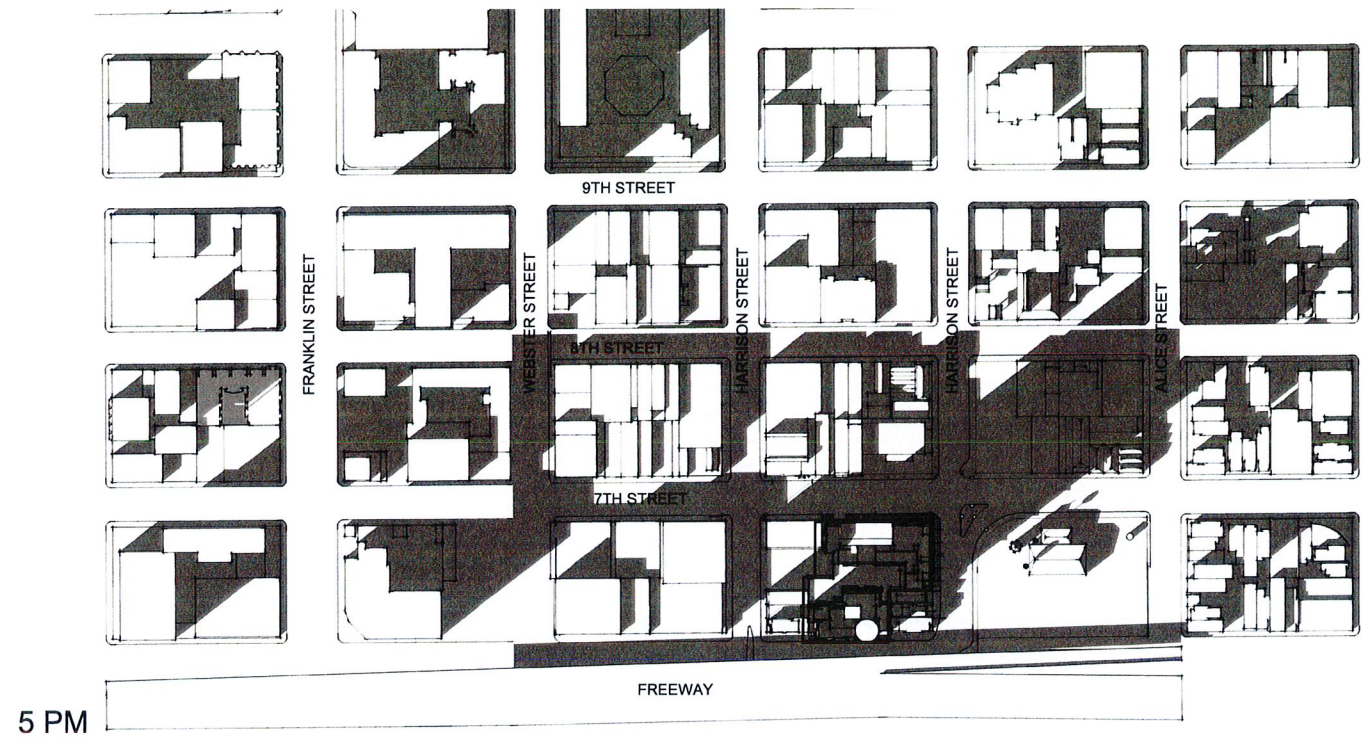 9TH STREET
FRANKLIN STREET
WEBSTER STREET
HARRISON STREET
HARRISON STREET
ALICE STREET
8TH STREET
7TH STREET
FREEWAY
5 PM